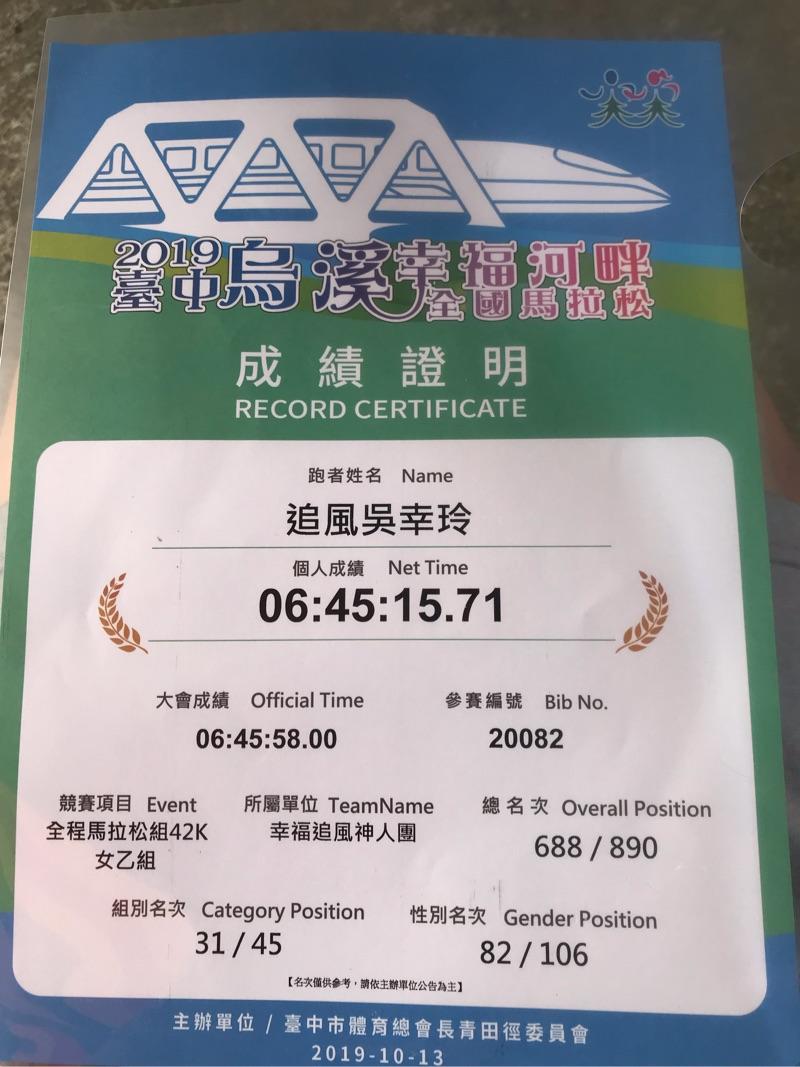 2019
臺中烏溪幸福河畔
全國馬拉松
成績證明
RECORD CERTIFICATE
跑者姓名 Name
追風吳幸玲
個人成績 Net Time
06:45:15.71
大會成績 Official Time
參賽編號 Bib No.
06:45:58.00
20082
競賽項目 Event
所屬單位 TeamName
總名次 Overall Position
全程馬拉松組42K
女乙組
幸福追風神人團
688 / 890
組別名次 Category Position
性別名次 Gender Position
31 / 45
82 / 106
【名次僅供參考，請依主辦單位公告為主】
主辦單位 / 臺中市體育總會長青田徑委員會
2019-10-13